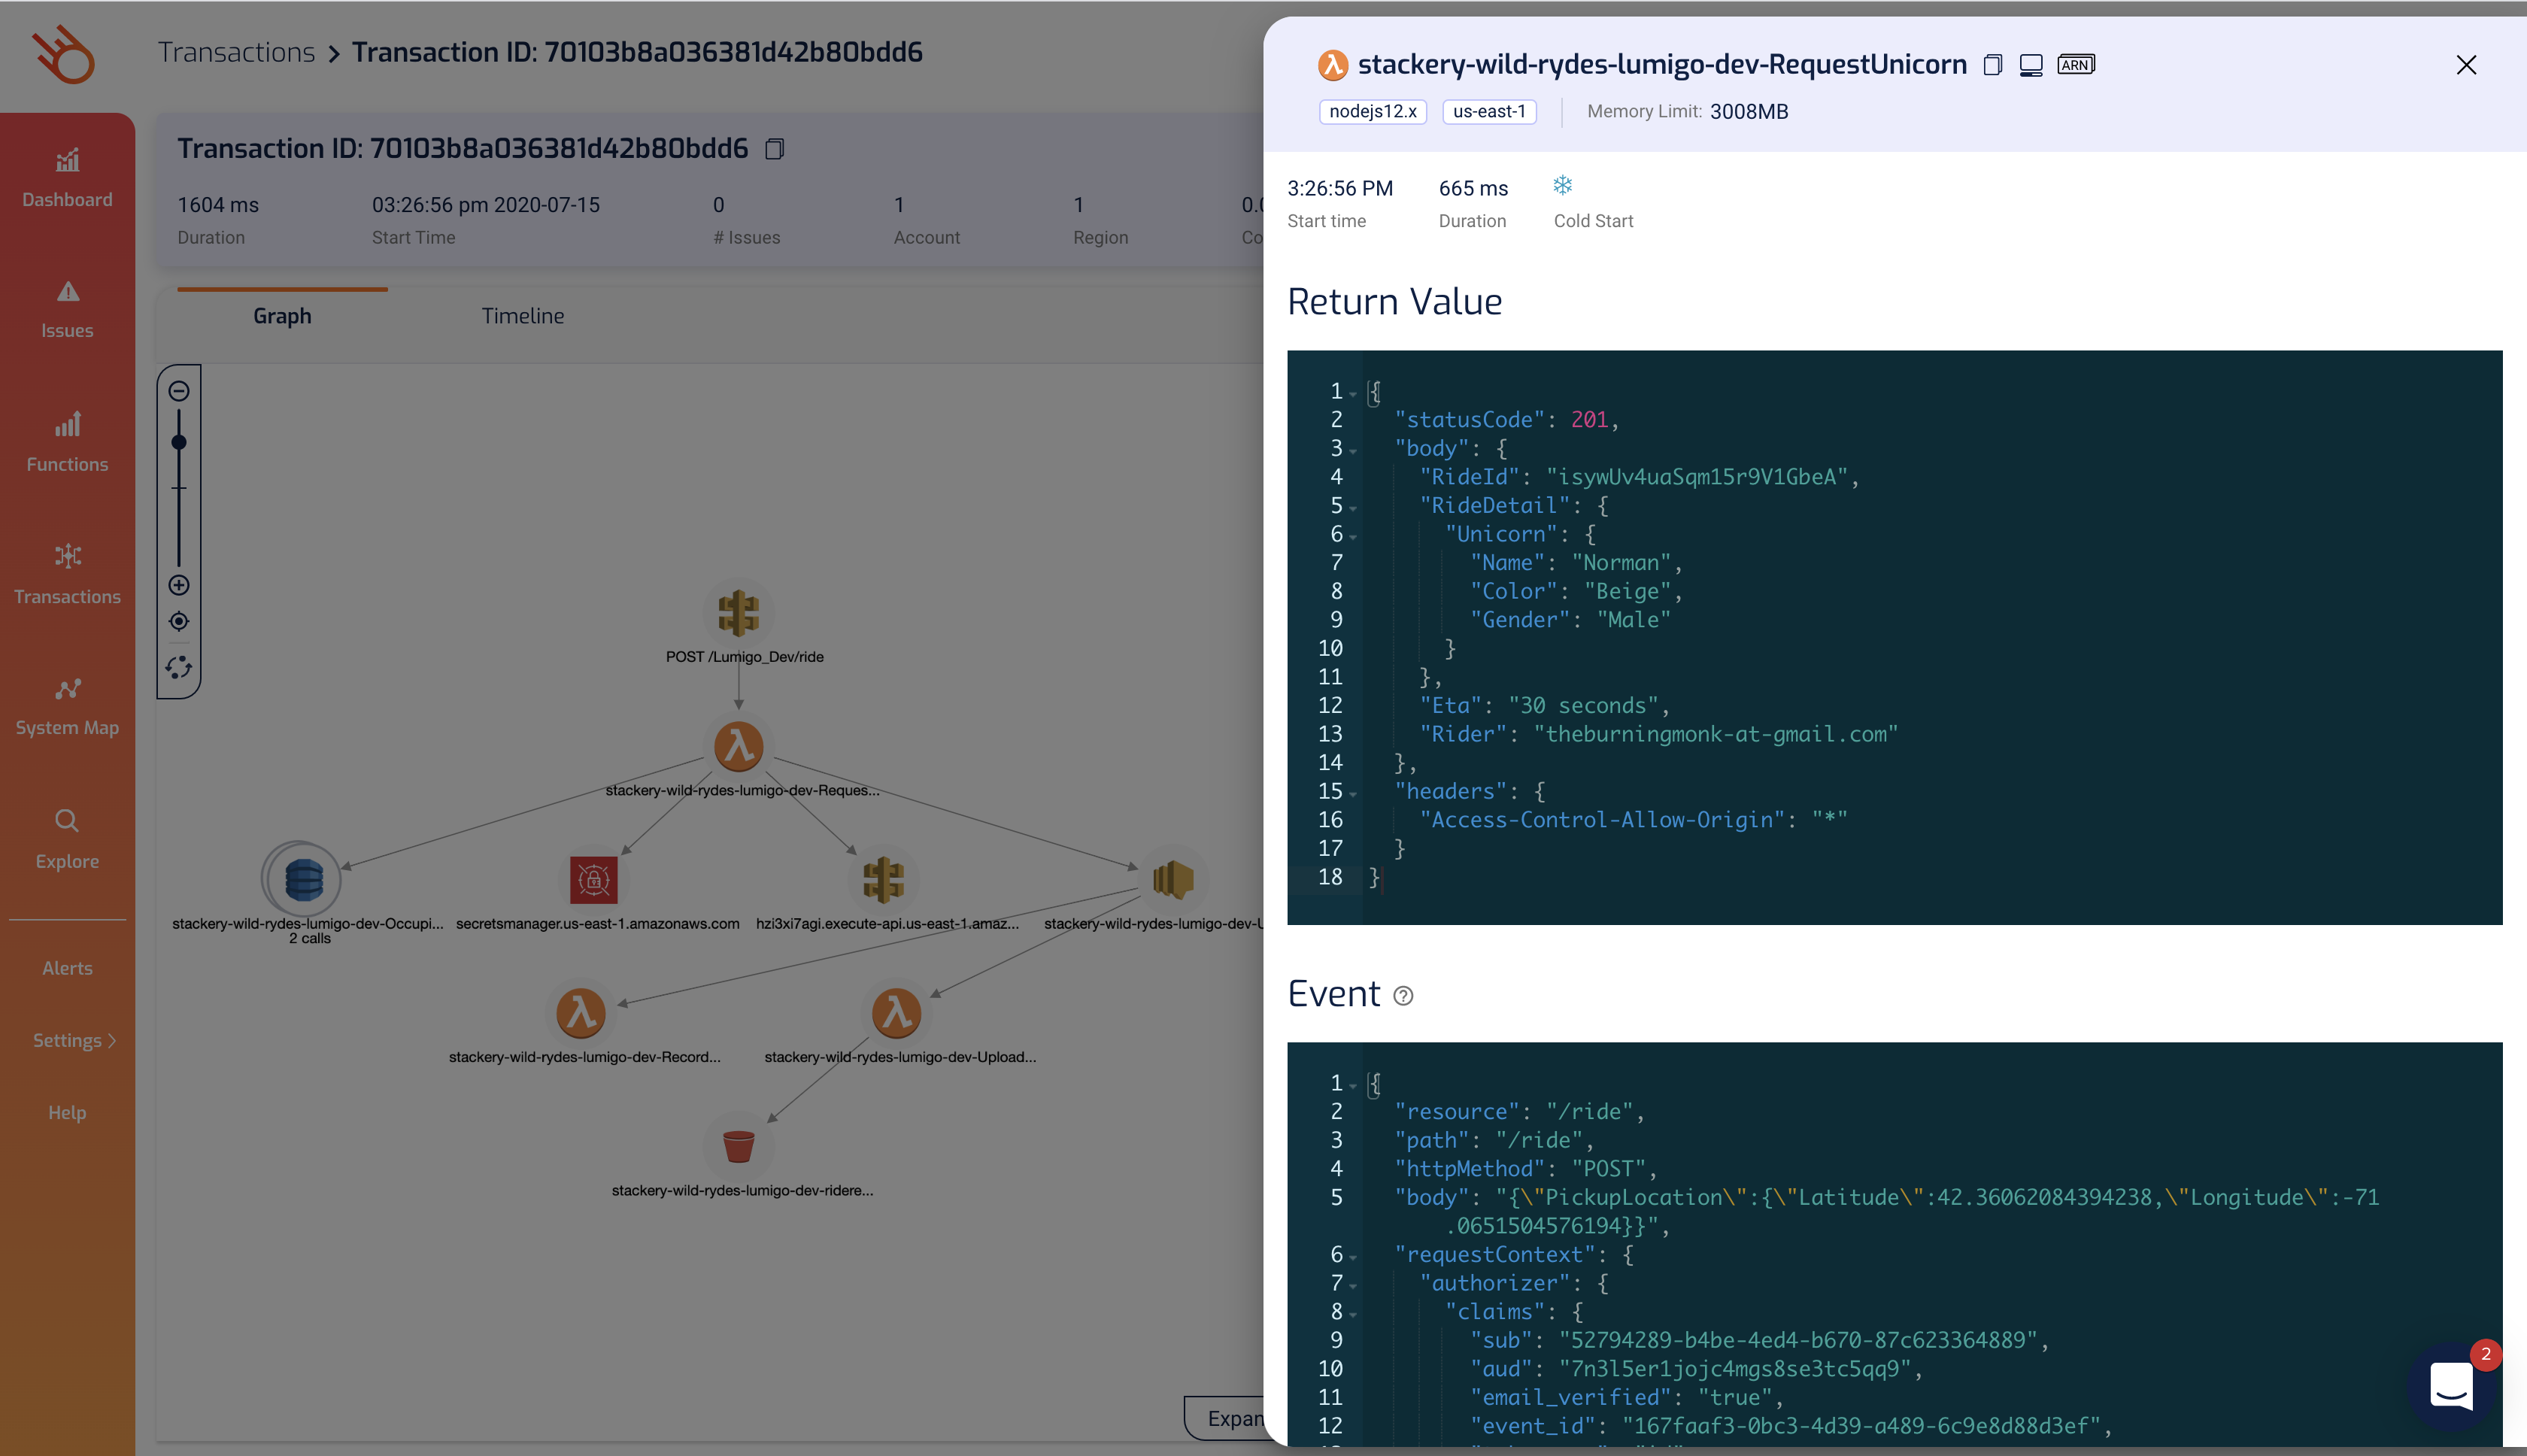 Transactions > Transaction ID: 70103b8a036381d42b80bdd6
Dashboard
Issues
Functions
Transactions
System Map
Explore
Alerts
Settings >
Help
Transaction ID: 70103b8a036381d42b80bdd6
1604 ms 03:26:56 pm 2020-07-15 0 1 1
Duration Start Time # Issues Account Region
Graph Timeline
POST /Lumigo_Dev/ride
stackery-wild-rydes-lumigo-dev-Reques...
stackery-wild-rydes-lumigo-dev-Occupi... secretsmanager.us-east-1.amazonaws.com hzi3xi7agi.execute-api.us-east-1.amaz... stackery-wild-rydes-lumigo-dev-U
2 calls
stackery-wild-rydes-lumigo-dev-Record... stackery-wild-rydes-lumigo-dev-Upload...
stackery-wild-rydes-lumigo-dev-ridere...
Expan
stackery-wild-rydes-lumigo-dev-RequestUnicorn ARN
nodejs12.x us-east-1 Memory Limit: 3008MB
3:26:56 PM 665 ms
Start time Duration Cold Start
Return Value
1 {
2 "statusCode": 201,
3 "body": {
4 "RideId": "isywUv4uaSqm15r9V1GbeA",
5 "RideDetail": {
6 "Unicorn": {
7 "Name": "Norman",
8 "Color": "Beige",
9 "Gender": "Male"
10 }
11 },
12 "Eta": "30 seconds",
13 "Rider": "theburningmonk-at-gmail.com"
14 },
15 "headers": {
16 "Access-Control-Allow-Origin": "*"
17 }
18 }
Event ?
1 {
2 "resource": "/ride",
3 "path": "/ride",
4 "httpMethod": "POST",
5 "body": "{\"PickupLocation\":{\"Latitude\":42.36062084394238,\"Longitude\":-71
.0651504576194}}",
6 "requestContext": {
7 "authorizer": {
8 "claims": {
9 "sub": "52794289-b4be-4ed4-b670-87c623364889",
10 "aud": "7n3l5er1jojc4mgs8se3tc5qq9",
11 "email_verified": "true",
12 "event_id": "167faaf3-0bc3-4d39-a489-6c9e8d88d3ef",
2